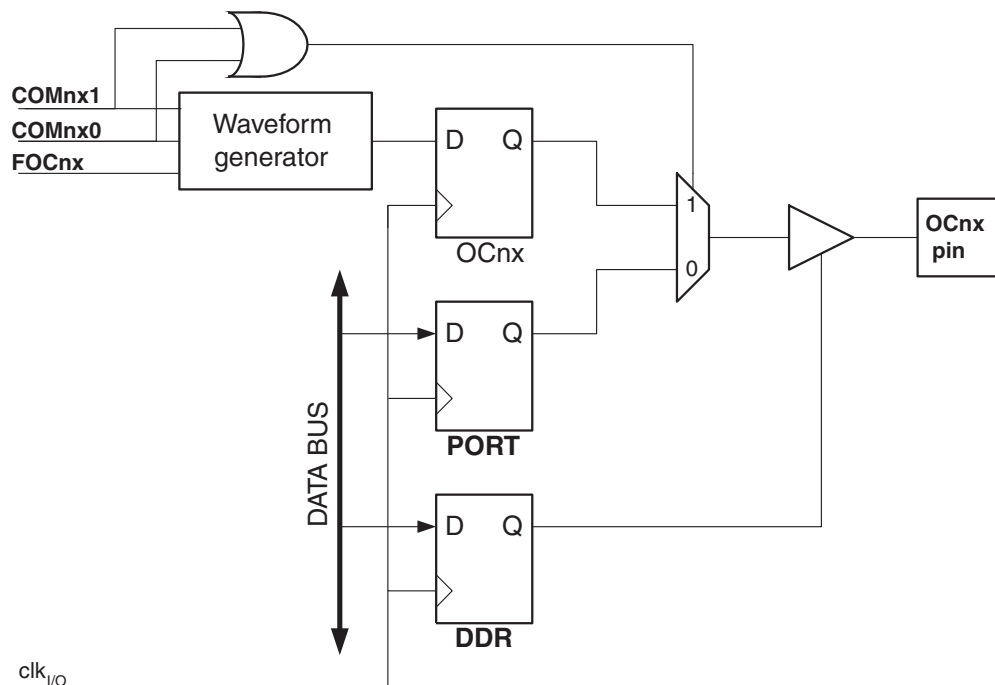 COMnx1
COMnx0
FOCnx
Waveform
generator
D Q
OCnx
1
0
OCnx
pin
D Q
PORT
DATA BUS
D Q
DDR
clkI/O